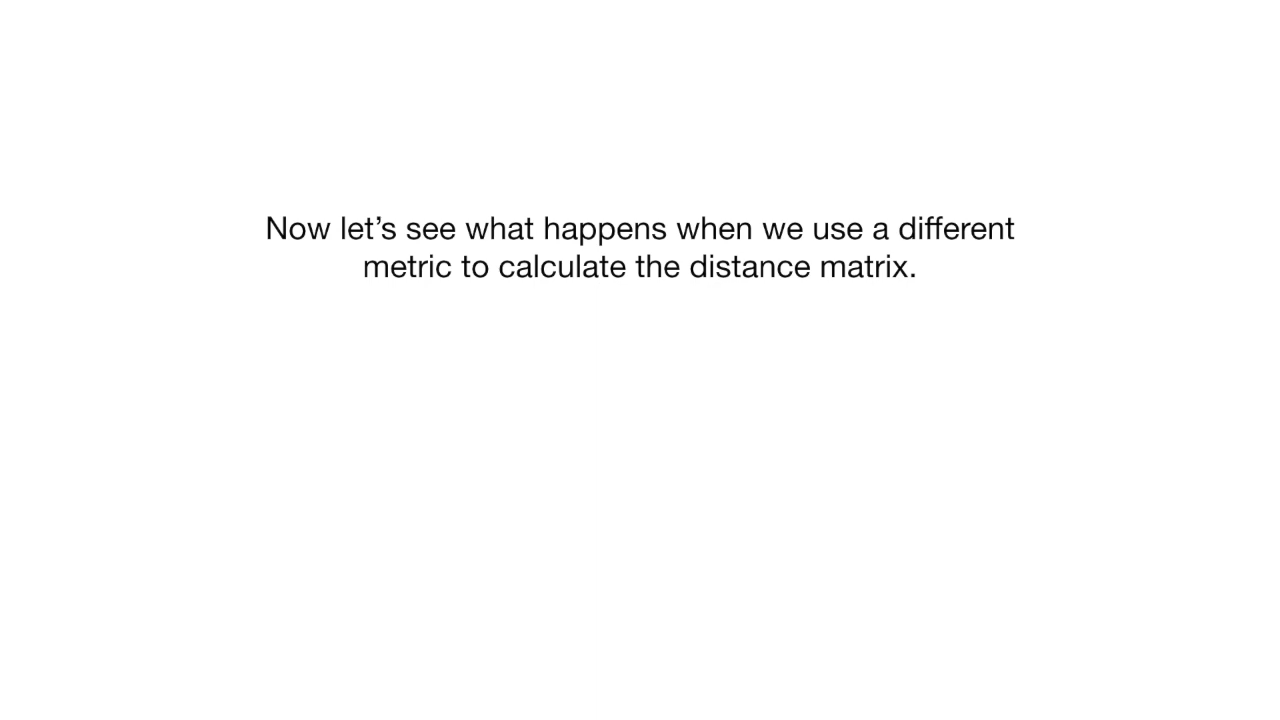 Now let’s see what happens when we use a different
metric to calculate the distance matrix.